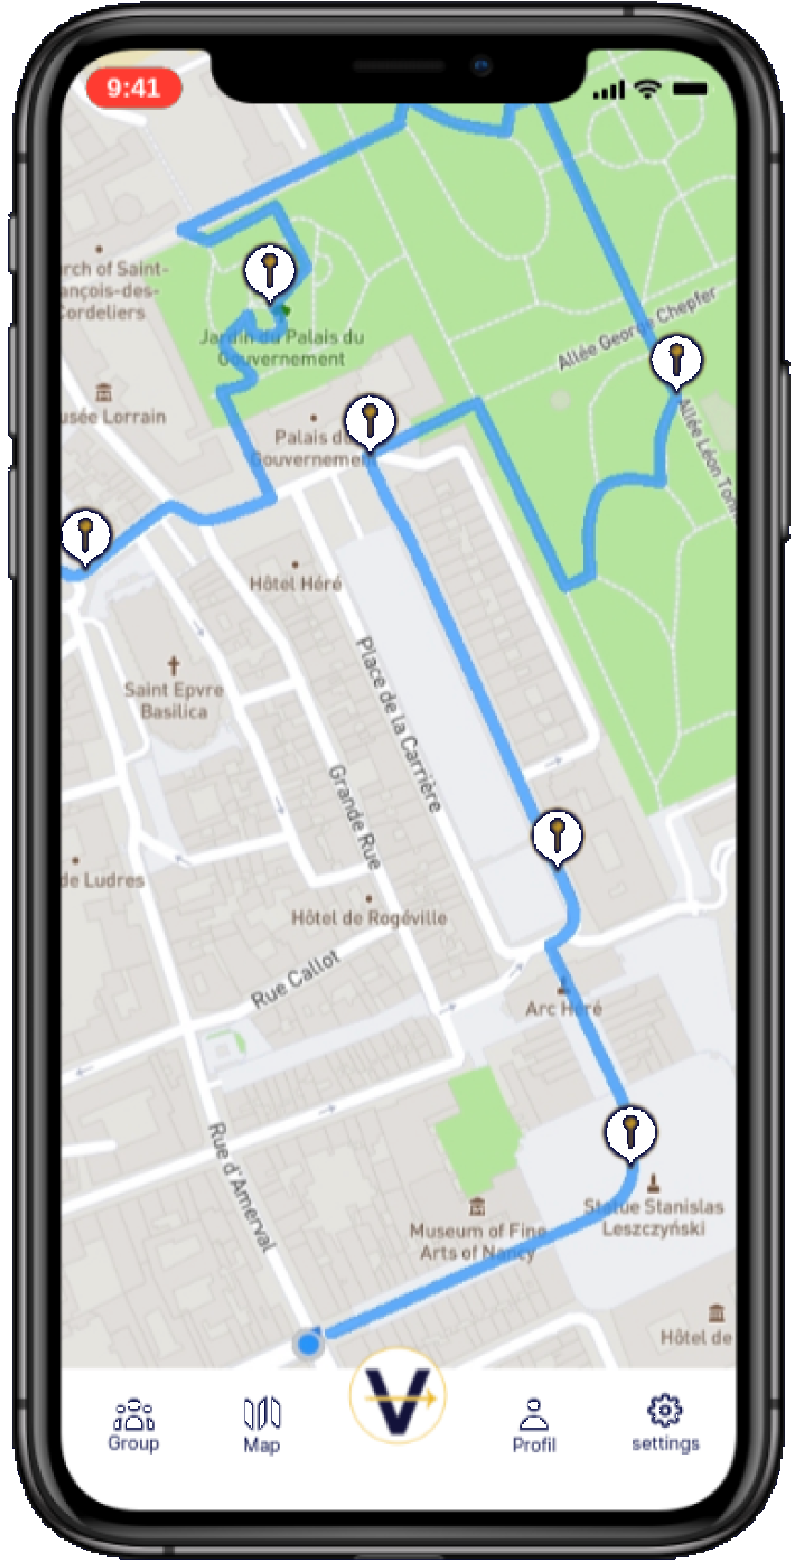 9:41
Allée George Chepfer
rch of Saint-
ançois-des-
Cordeliers
Jardin du Palais du
Gouvernement
usée Lorrain
Palais du
Gouvernement
Allée Léon Tonn
Hôtel Héré
Place de la Carrière
Saint Epvre
Basilica
Grande Rue
de Ludres
Hôtel de Rogéville
Rue Callot
Arc Héré
Rue d'Amerval
Statue Stanislas
Leszczyński
Museum of Fine
Arts of Nancy
Hôtel de
V
Group
Map
Profil
settings